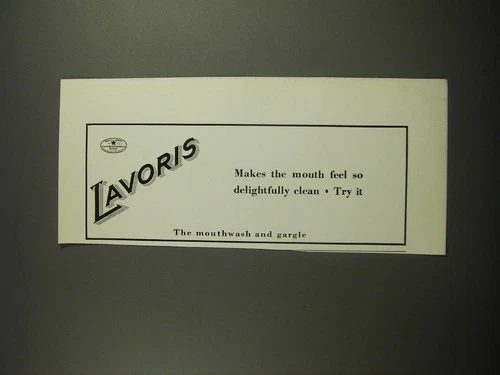 LAVORIS
Makes the mouth feel so
delightfully clean • Try it
The mouthwash and gargle